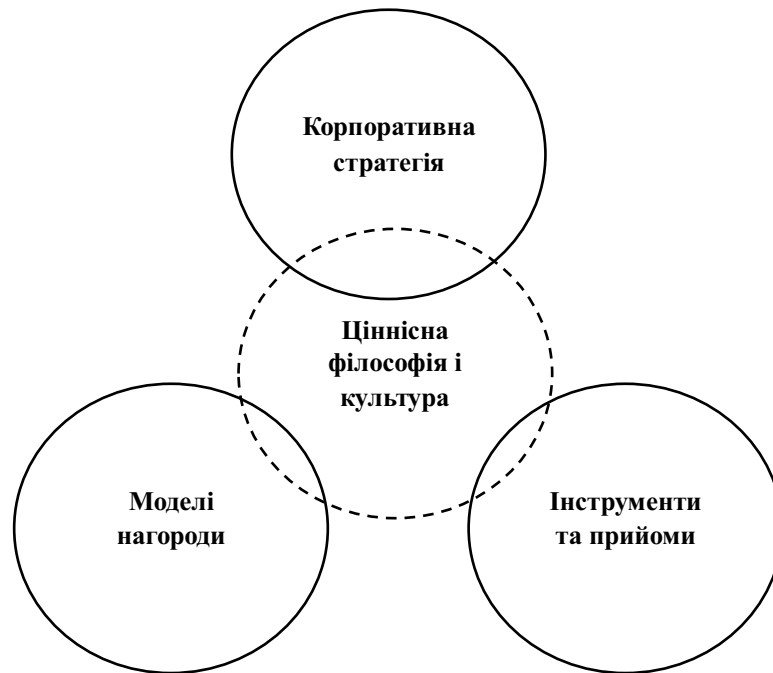 Корпоративна
стратегія
Ціннісна
філософія і
культура
Моделі
нагороди
Інструменти
та прийоми